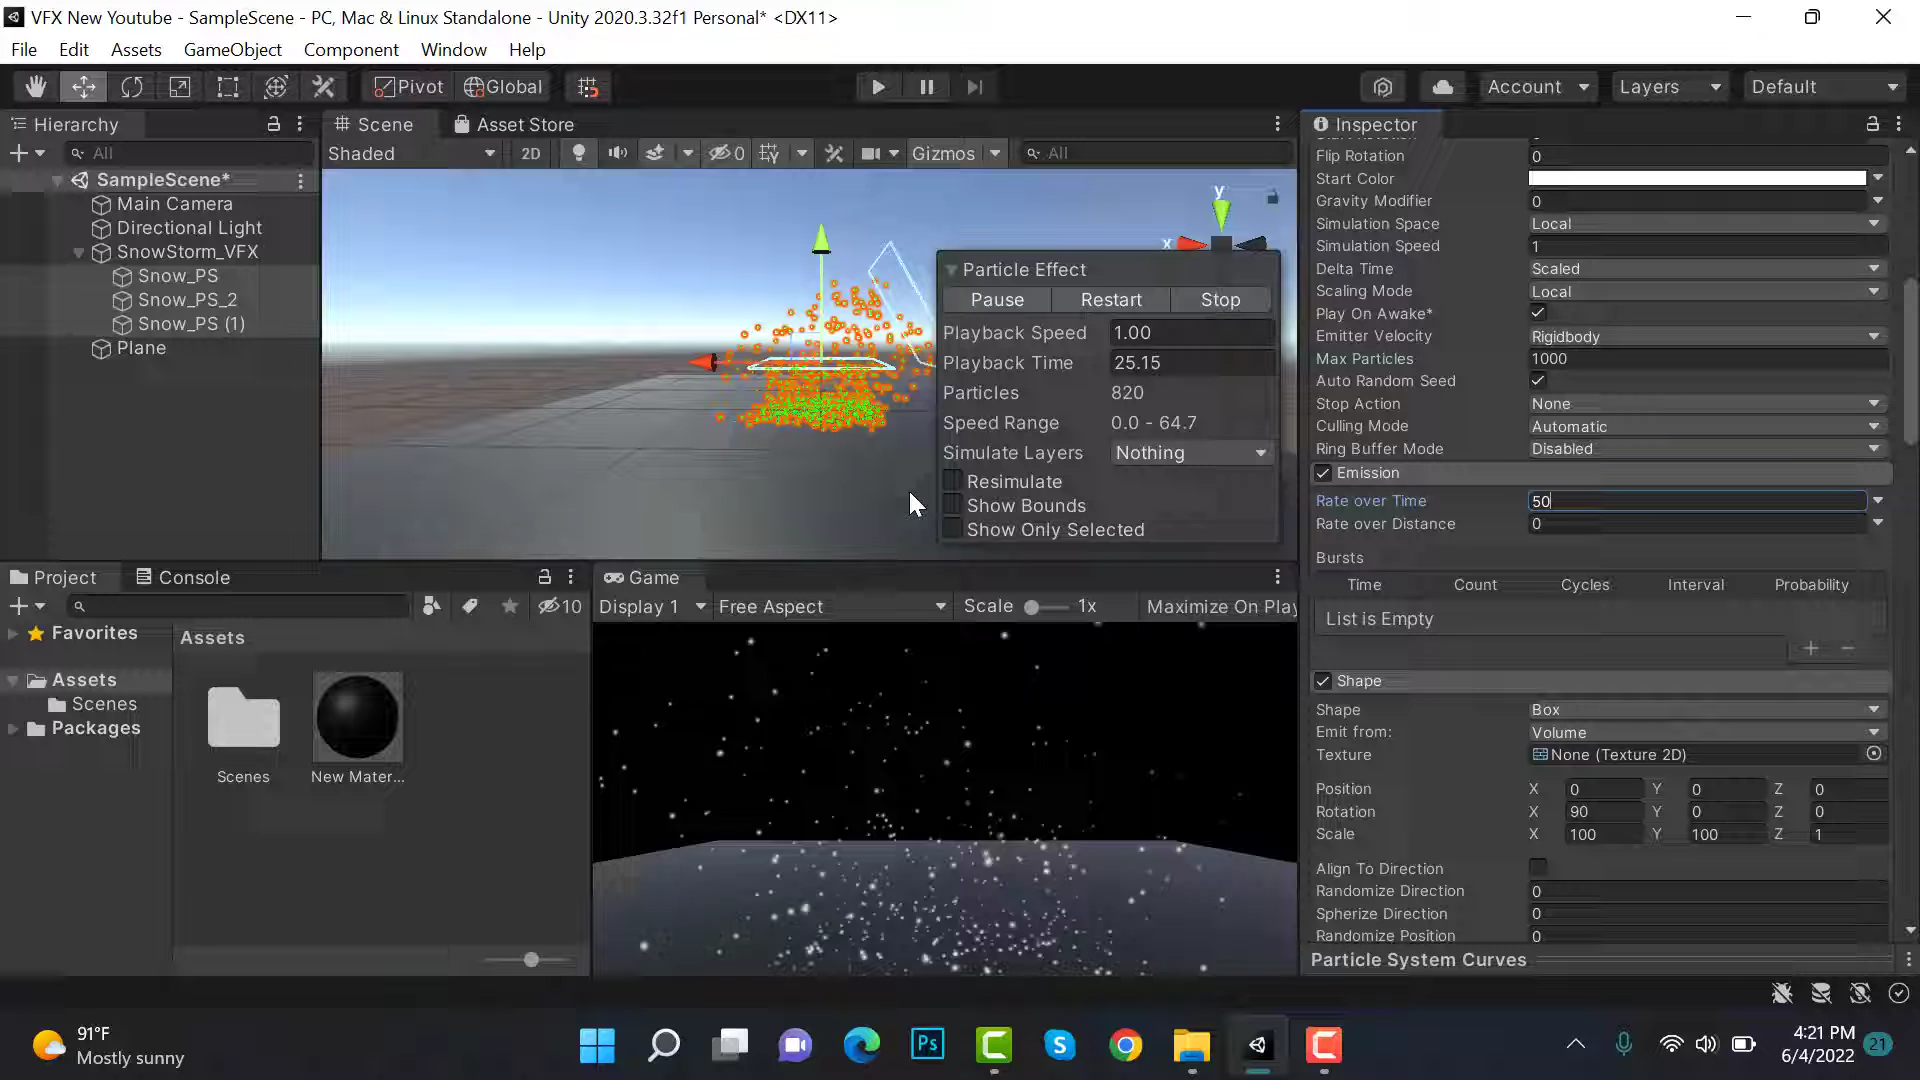 VFX New Youtube - SampleScene - PC, Mac & Linux Standalone - Unity 2020.3.32f1 Personal* <DX11>
File Edit Assets GameObject Component Window Help
Pivot Global Account Layers Default
Hierarchy
All
SampleScene*
Main Camera
Directional Light
SnowStorm_VFX
Snow_PS
Snow_PS_2
Snow_PS (1)
Plane
Scene Asset Store
Shaded 2D 0 Gizmos All
y
x
Particle Effect
Pause Restart Stop
Playback Speed 1.00
Playback Time 25.15
Particles 820
Speed Range 0.0 - 64.7
Simulate Layers Nothing
Resimulate
Show Bounds
Show Only Selected
Inspector
Flip Rotation 0
Start Color
Gravity Modifier 0
Simulation Space Local
Simulation Speed 1
Delta Time Scaled
Scaling Mode Local
Play On Awake*
Emitter Velocity Rigidbody
Max Particles 1000
Auto Random Seed
Stop Action None
Culling Mode Automatic
Ring Buffer Mode Disabled
Emission
Rate over Time 50
Rate over Distance 0
Bursts
Time Count Cycles Interval Probability
List is Empty
Shape
Shape Box
Emit from: Volume
Texture None (Texture 2D)
Position X 0 Y 0 Z 0
Rotation X 90 Y 0 Z 0
Scale X 100 Y 100 Z 1
Align To Direction
Randomize Direction 0
Spherize Direction 0
Randomize Position 0
Particle System Curves
Project Console
10
Favorites
Assets
Scenes
Packages
Assets
Scenes
New Mater...
Game
Display 1 Free Aspect Scale 1x Maximize On Play
91°F
Mostly sunny
Ps
4:21 PM
6/4/2022
21